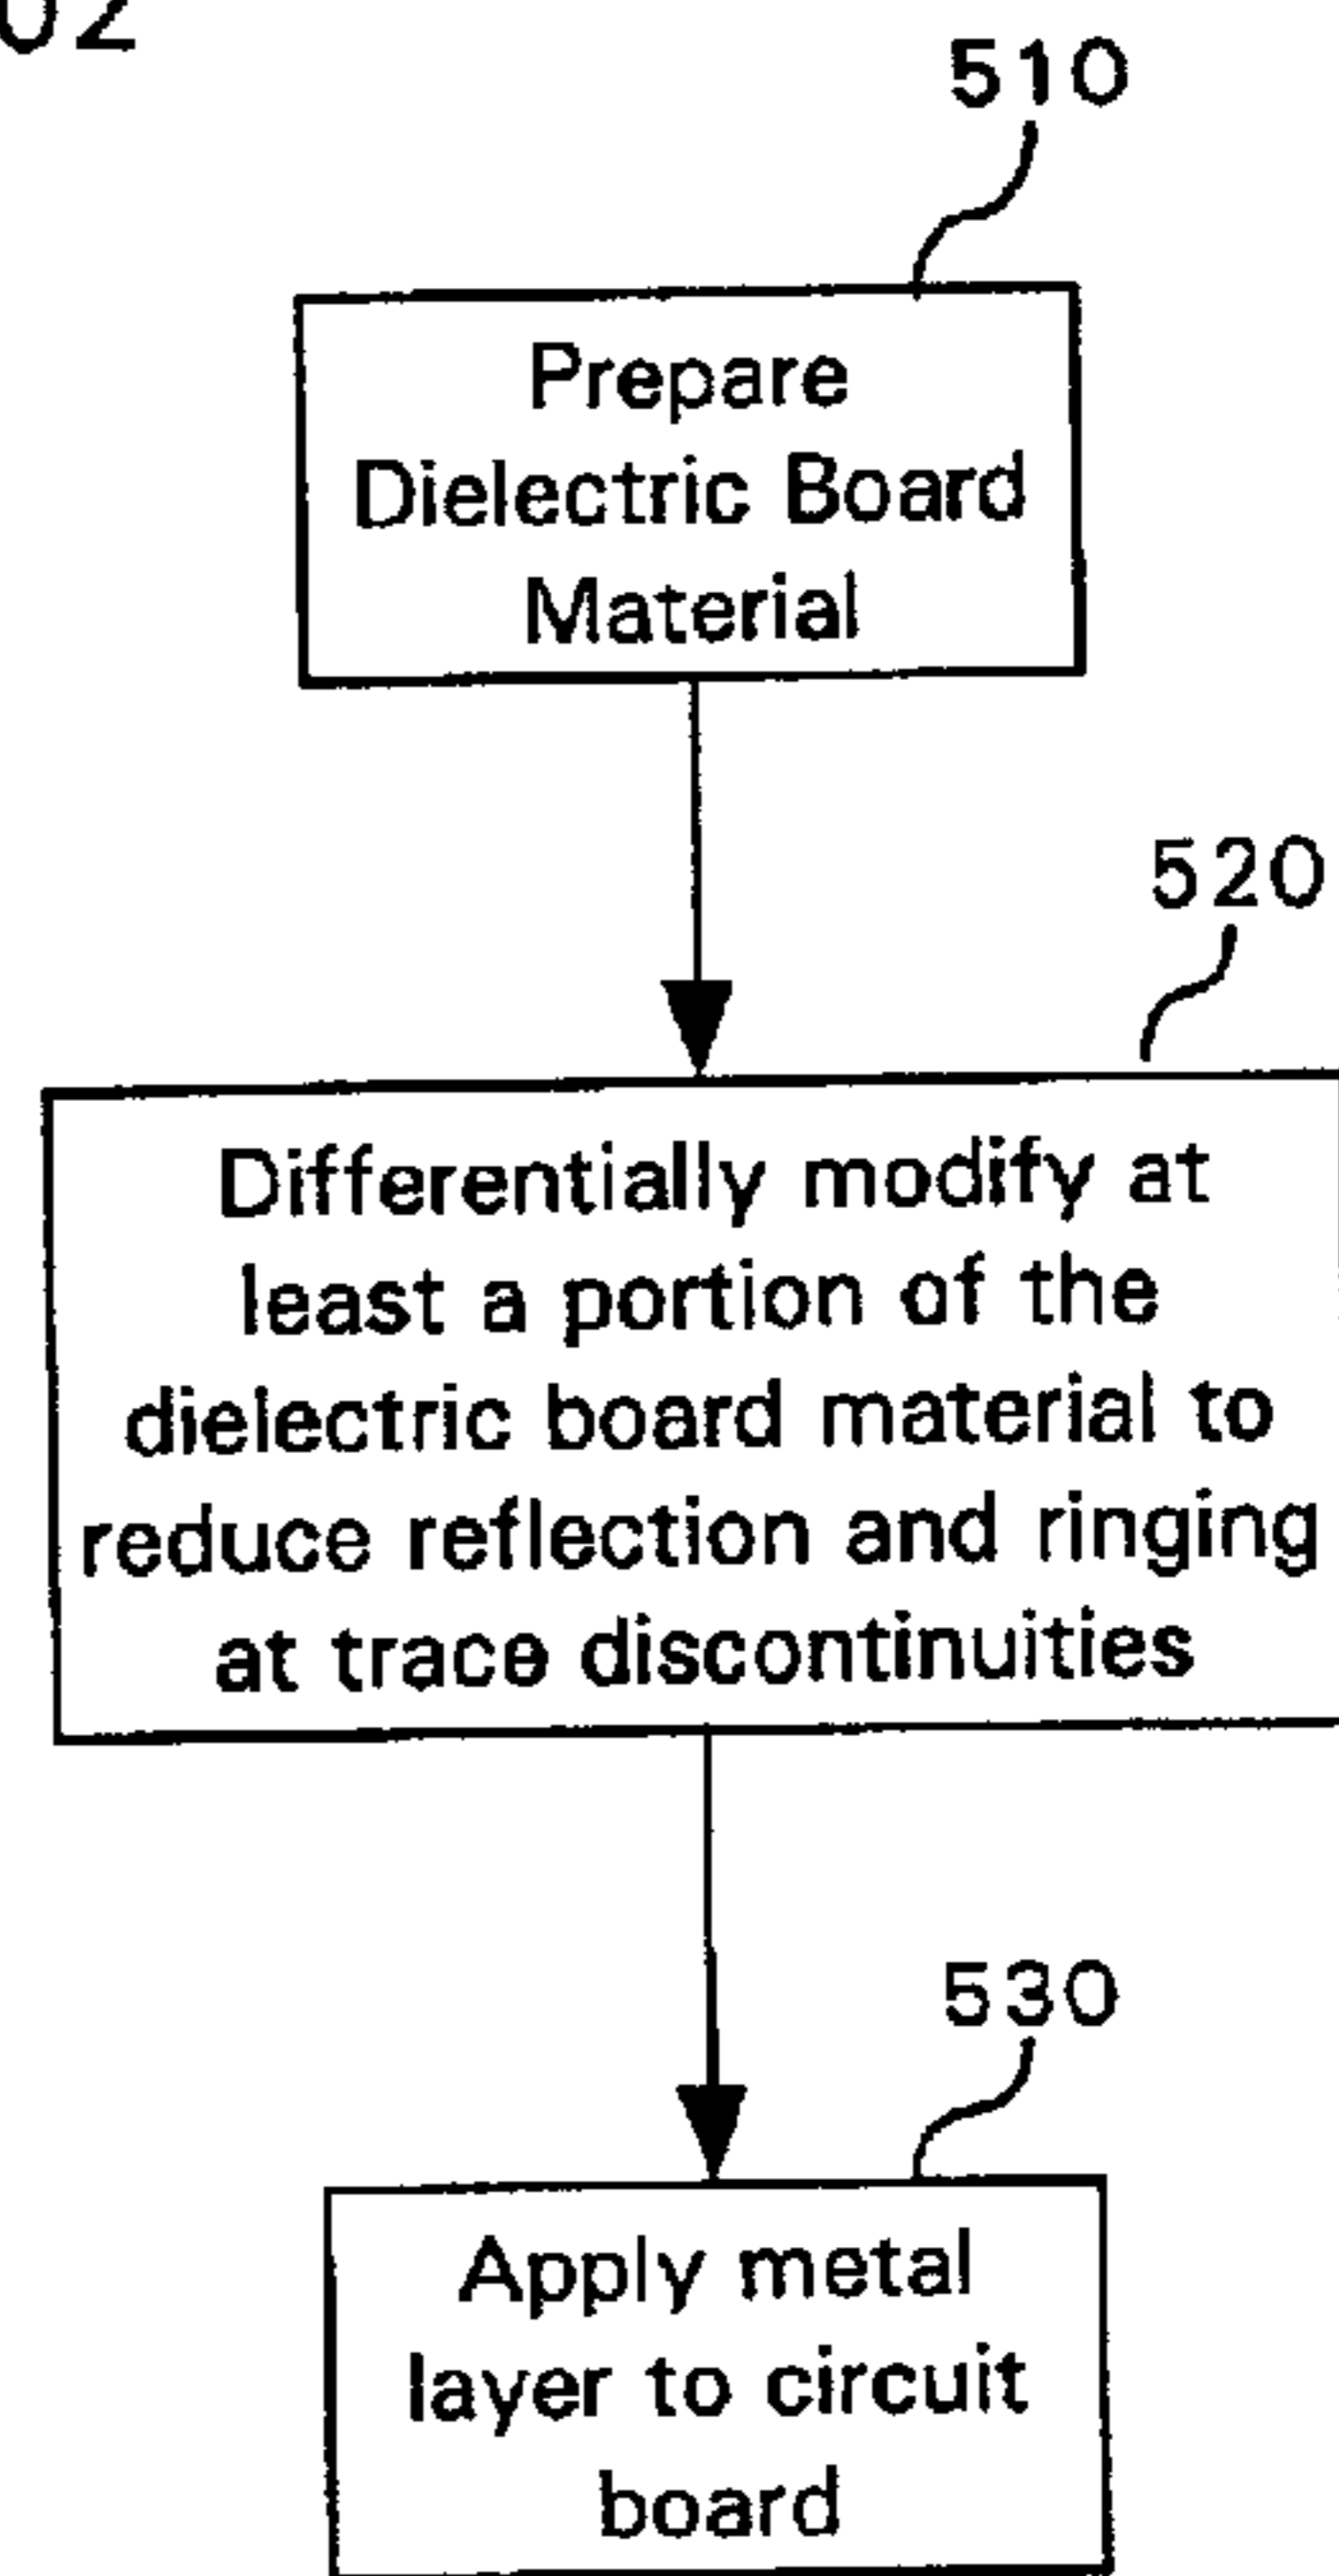 510
Prepare
Dielectric Board
Material
520
Differentially modify at
least a portion of the
dielectric board material to
reduce reflection and ringing
at trace discontinuities
530
Apply metal
layer to circuit
board